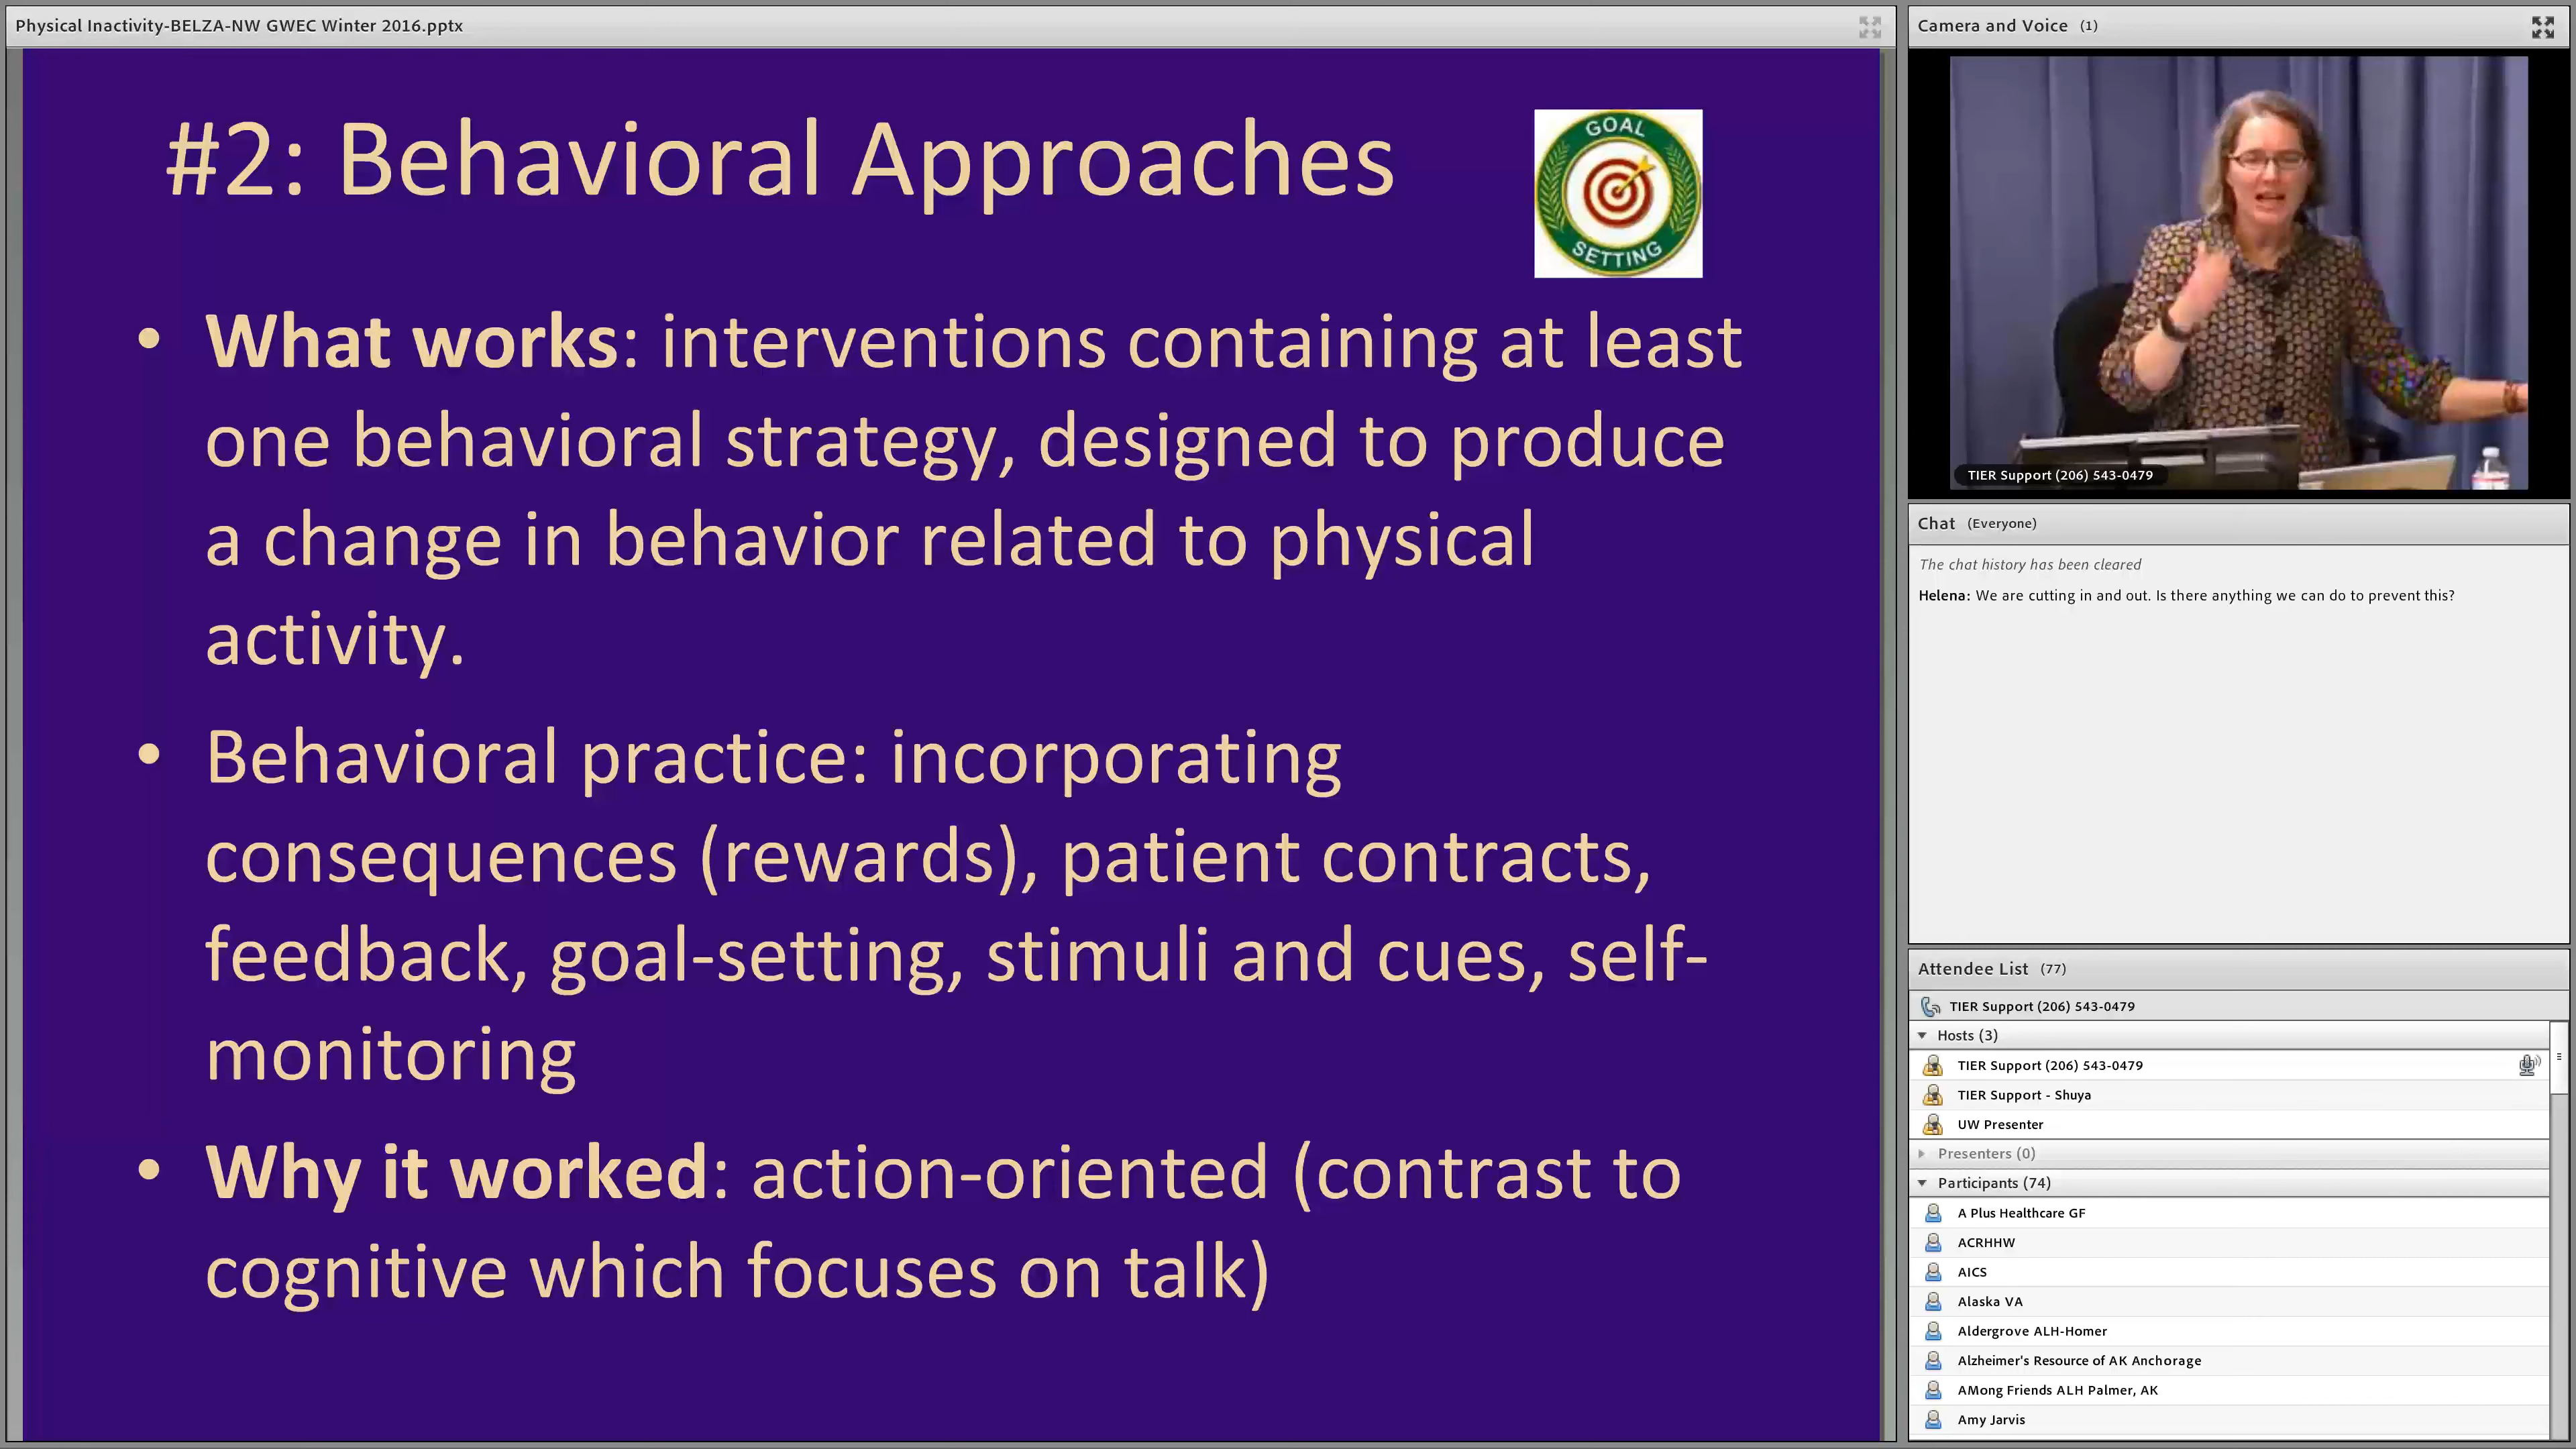 Physical Inactivity-BELZA-NW GWEC Winter 2016.pptx
#2: Behavioral Approaches
GOAL
SETTING
• What works: interventions containing at least
one behavioral strategy, designed to produce
a change in behavior related to physical
activity.
• Behavioral practice: incorporating
consequences (rewards), patient contracts,
feedback, goal-setting, stimuli and cues, self-
monitoring
• Why it worked: action-oriented (contrast to
cognitive which focuses on talk)
Camera and Voice (1)
TIER Support (206) 543-0479
Chat (Everyone)
The chat history has been cleared
Helena: We are cutting in and out. Is there anything we can do to prevent this?
Attendee List (77)
TIER Support (206) 543-0479
Hosts (3)
TIER Support (206) 543-0479
TIER Support - Shuya
UW Presenter
Presenters (0)
Participants (74)
A Plus Healthcare GF
ACRHHW
AICS
Alaska VA
Aldergrove ALH-Homer
Alzheimer's Resource of AK Anchorage
AMong Friends ALH Palmer, AK
Amy Jarvis